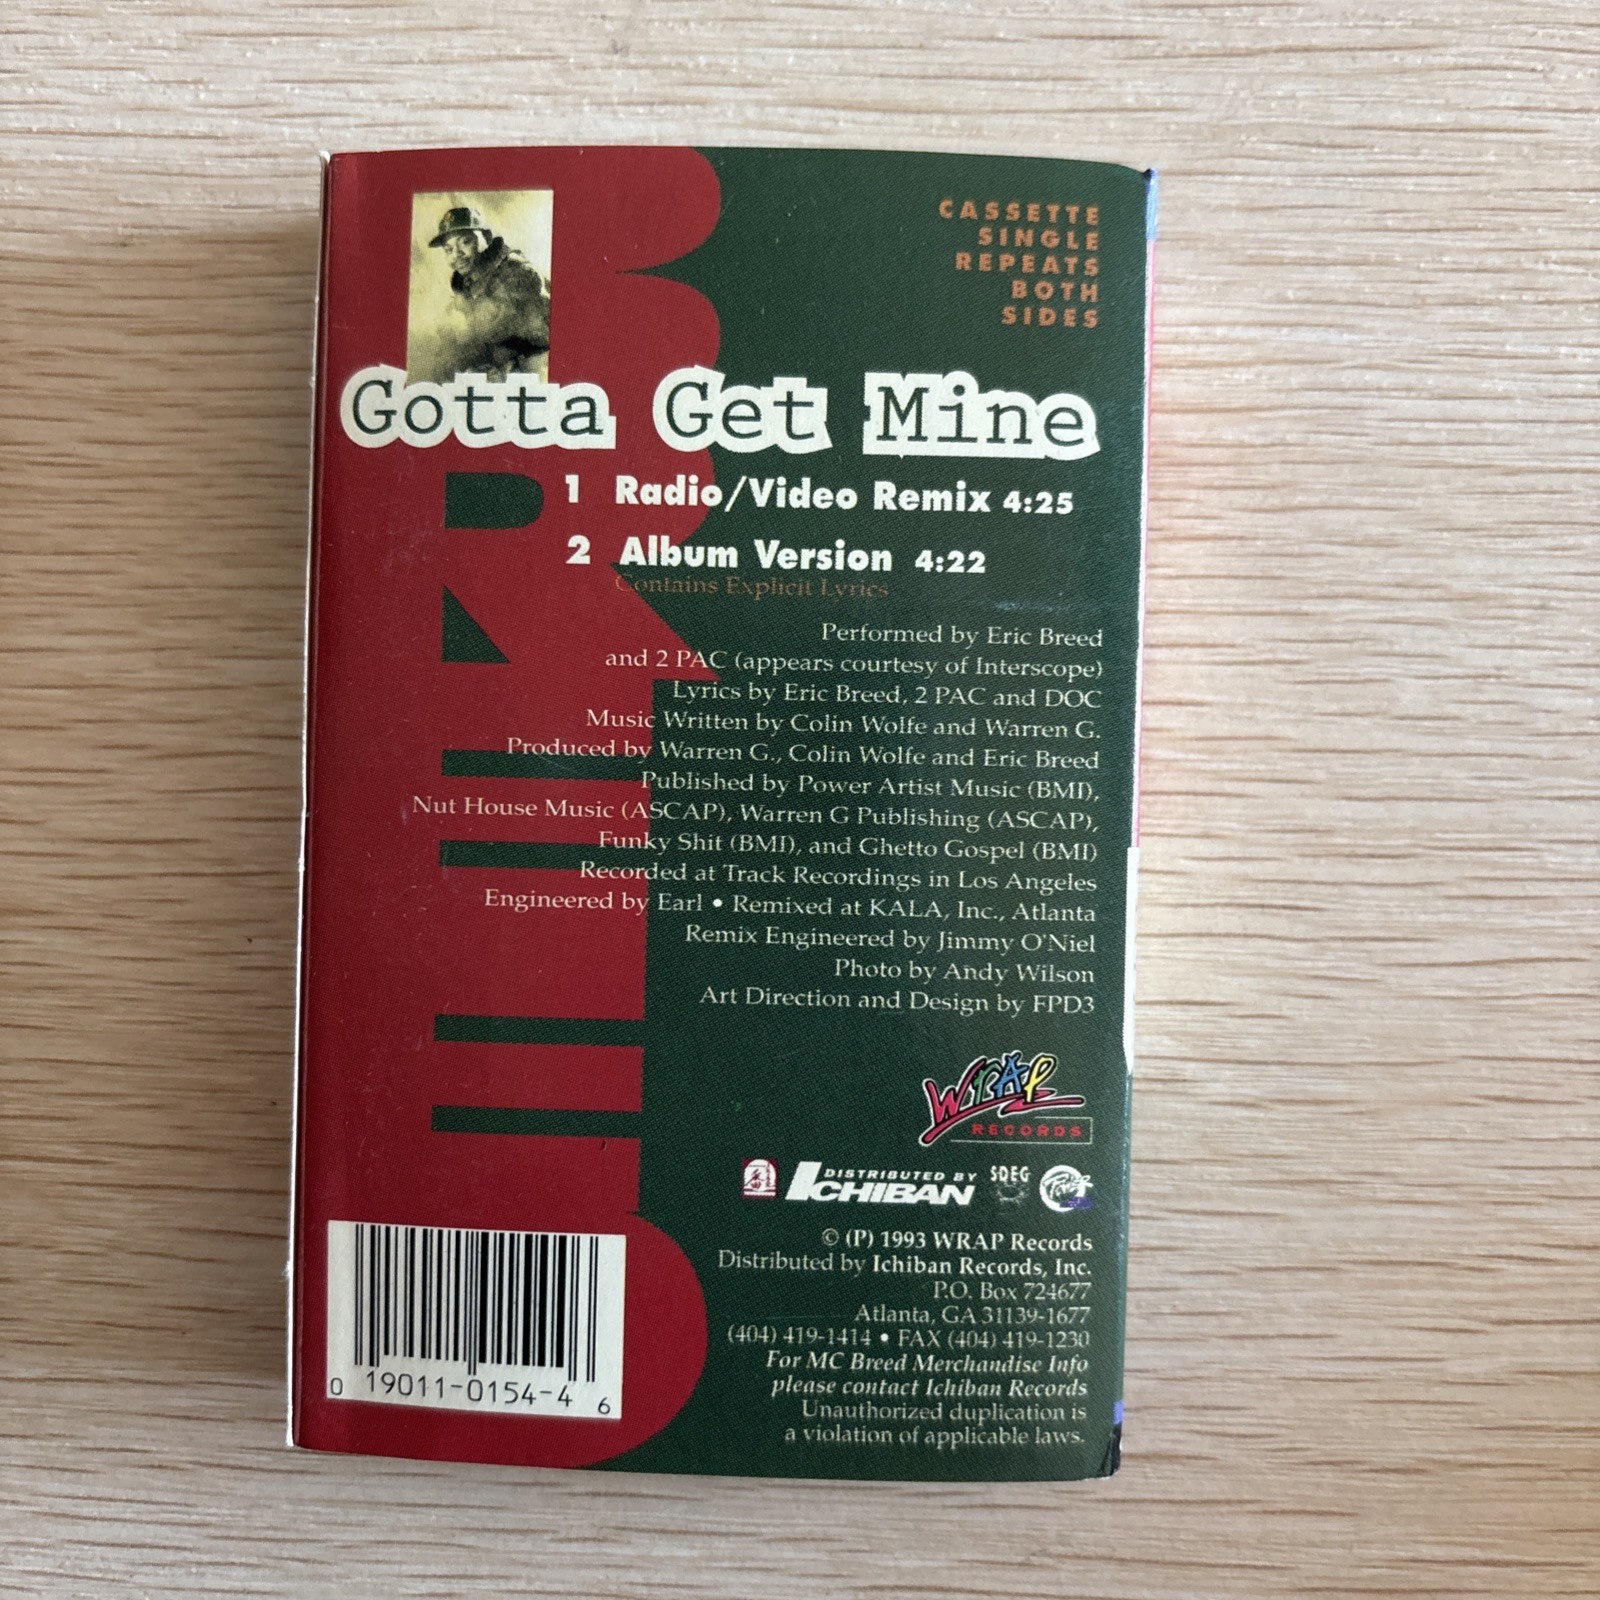 CASSETTE
SINGLE
REPEATS
BOTH
SIDES
BREED
Gotta Get Mine
1 Radio/Video Remix 4:25
2 Album Version 4:22
Contains Explicit Lyrics
Performed by Eric Breed
and 2 PAC (appears courtesy of Interscope)
Lyrics by Eric Breed, 2 PAC and DOC
Music Written by Colin Wolfe and Warren G.
Produced by Warren G., Colin Wolfe and Eric Breed
Published by Power Artist Music (BMI),
Nut House Music (ASCAP), Warren G Publishing (ASCAP),
Funky Shit (BMI), and Ghetto Gospel (BMI)
Recorded at Track Recordings in Los Angeles
Engineered by Earl • Remixed at KALA, Inc., Atlanta
Remix Engineered by Jimmy O'Niel
Photo by Andy Wilson
Art Direction and Design by FPD3
WRAP
RECORDS
DISTRIBUTED BY
ICHIBAN
SDEG
Power
© (P) 1993 WRAP Records
Distributed by Ichiban Records, Inc.
P.O. Box 724677
Atlanta, GA 31139-1677
(404) 419-1414 • FAX (404) 419-1230
For MC Breed Merchandise Info
please contact Ichiban Records
Unauthorized duplication is
a violation of applicable laws.
0 19011-0154-4 6